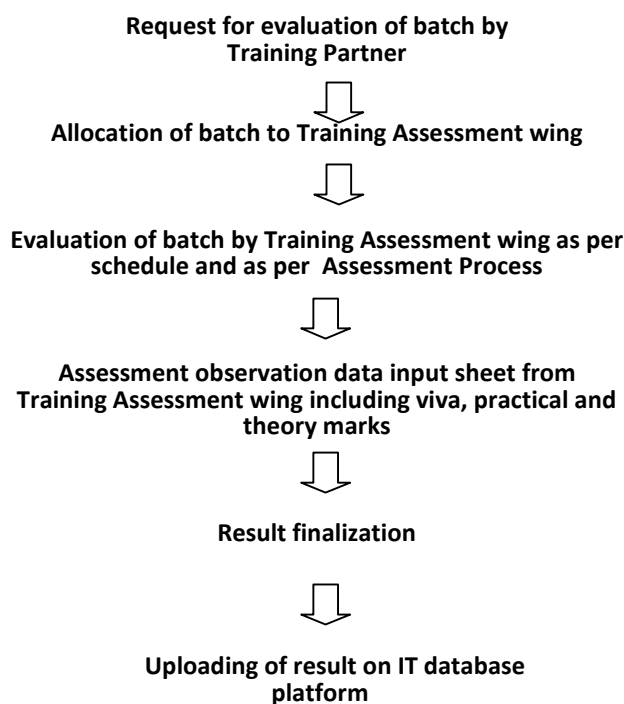 Request for evaluation of batch by
Training Partner
Allocation of batch to Training Assessment wing
Evaluation of batch by Training Assessment wing as per
schedule and as per Assessment Process
Assessment observation data input sheet from
Training Assessment wing including viva, practical and
theory marks
Result finalization
Uploading of result on IT database
platform